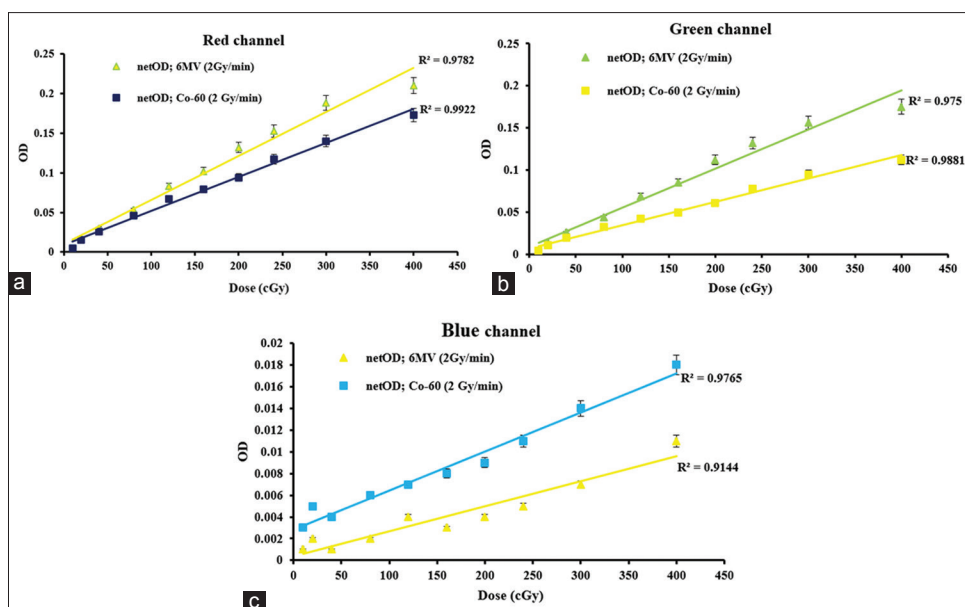 Red channel
netOD; 6MV (2Gy/min)
netOD; Co-60 (2 Gy/min)
R² = 0.9782
R² = 0.9922
OD
0.25
0.2
0.15
0.1
0.05
0
0 50 100 150 200 250 300 350 400 450
Dose (cGy)
a
Green channel
netOD; 6MV (2Gy/min)
netOD; Co-60 (2 Gy/min)
R² = 0.975
R² = 0.9881
OD
0.25
0.2
0.15
0.1
0.05
0
0 50 100 150 200 250 300 350 400 450
Dose (cGy)
b
Blue channel
netOD; 6MV (2Gy/min)
netOD; Co-60 (2 Gy/min)
R² = 0.9765
R² = 0.9144
OD
0.02
0.018
0.016
0.014
0.012
0.01
0.008
0.006
0.004
0.002
0
0 50 100 150 200 250 300 350 400 450
Dose (cGy)
c